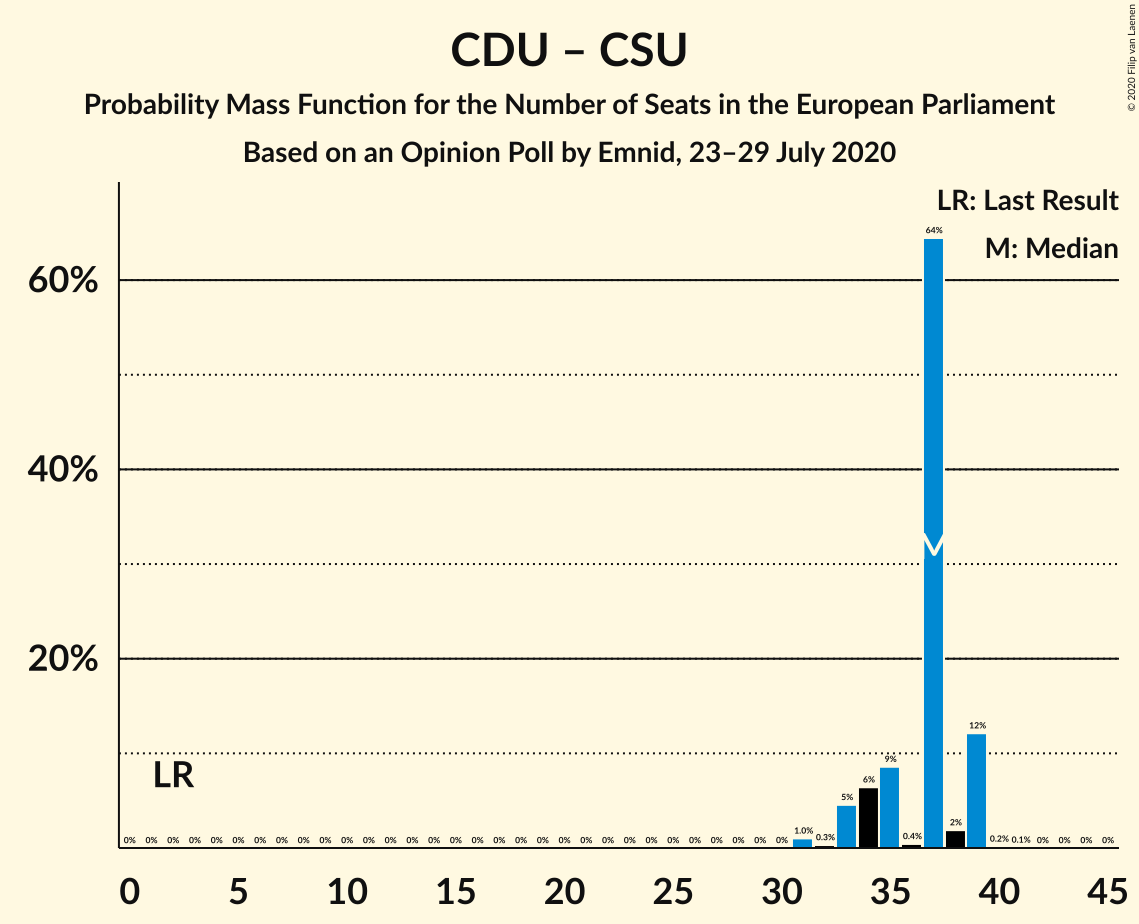 CDU – CSU
Probability Mass Function for the Number of Seats in the European Parliament
Based on an Opinion Poll by Emnid, 23–29 July 2020
© 2020 Filip van Laenen
LR: Last Result
M: Median
64%
60%
40%
20%
12%
9%
LR
6%
5%
2%
0% 0% 0% 0% 0% 0% 0% 0% 0% 0% 0% 0% 0% 0% 0% 0% 0% 0% 0% 0% 0% 0% 0% 0% 0% 0% 0% 0% 0% 0% 0% 1.0% 0.3% 0.4% 0.2% 0.1% 0% 0% 0% 0%
0 5 10 15 20 25 30 35 40 45